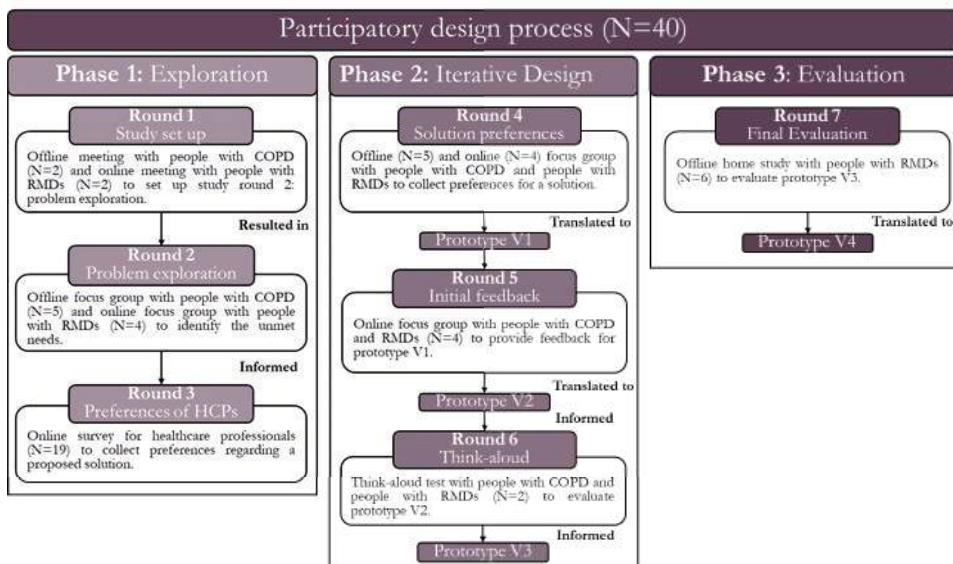 Participatory design process (N=40)
Phase 1: Exploration
Round 1
Study set up
Offline meeting with people with COPD
(N=2) and online meeting with people with
RMDs (N=2) to set up study round 2:
problem exploration.
Resulted in
Round 2
Problem exploration
Offline focus group with people with COPD
(N=5) and online focus group with people
with RMDs (N=4) to identify the unmet
needs.
Informed
Round 3
Preferences of HCPs
Online survey for healthcare professionals
(N=19) to collect preferences regarding a
proposed solution.
Phase 2: Iterative Design
Round 4
Solution preferences
Offline (N=5) and online (N=4) focus group
with people with COPD and people
with RMDs to collect preferences for a solution.
Translated to
Prototype V1
Round 5
Initial feedback
Online focus group with people with COPD
and RMDs (N=4) to provide feedback for
prototype V1.
Translated to
Prototype V2
Informed
Round 6
Think-aloud
Think-aloud test with people with COPD and
people with RMDs (N=2) to evaluate
prototype V2.
Informed
Prototype V3
Phase 3: Evaluation
Round 7
Final Evaluation
Offline home study with people with RMDs
(N=6) to evaluate prototype V3.
Translated to
Prototype V4